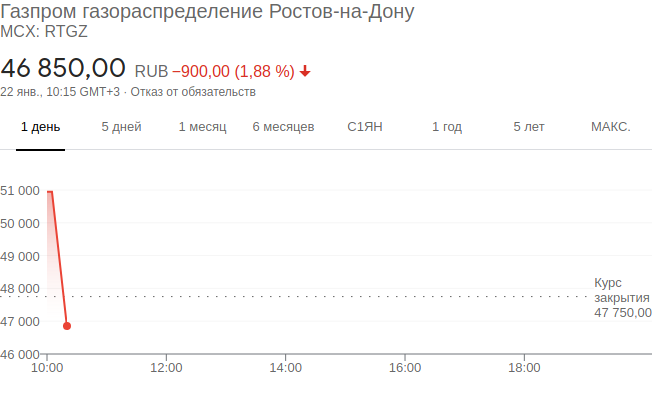 Газпром газораспределение Ростов-на-Дону
MCX: RTGZ
46 850,00 RUB −900,00 (1,88 %)
22 янв., 10:15 GMT+3 · Отказ от обязательств
1 день 5 дней 1 месяц 6 месяцев С1ЯН 1 год 5 лет МАКС.
51 000
50 000
49 000
48 000
Курс
закрытия
47 750,00
47 000
46 000
10:00 12:00 14:00 16:00 18:00